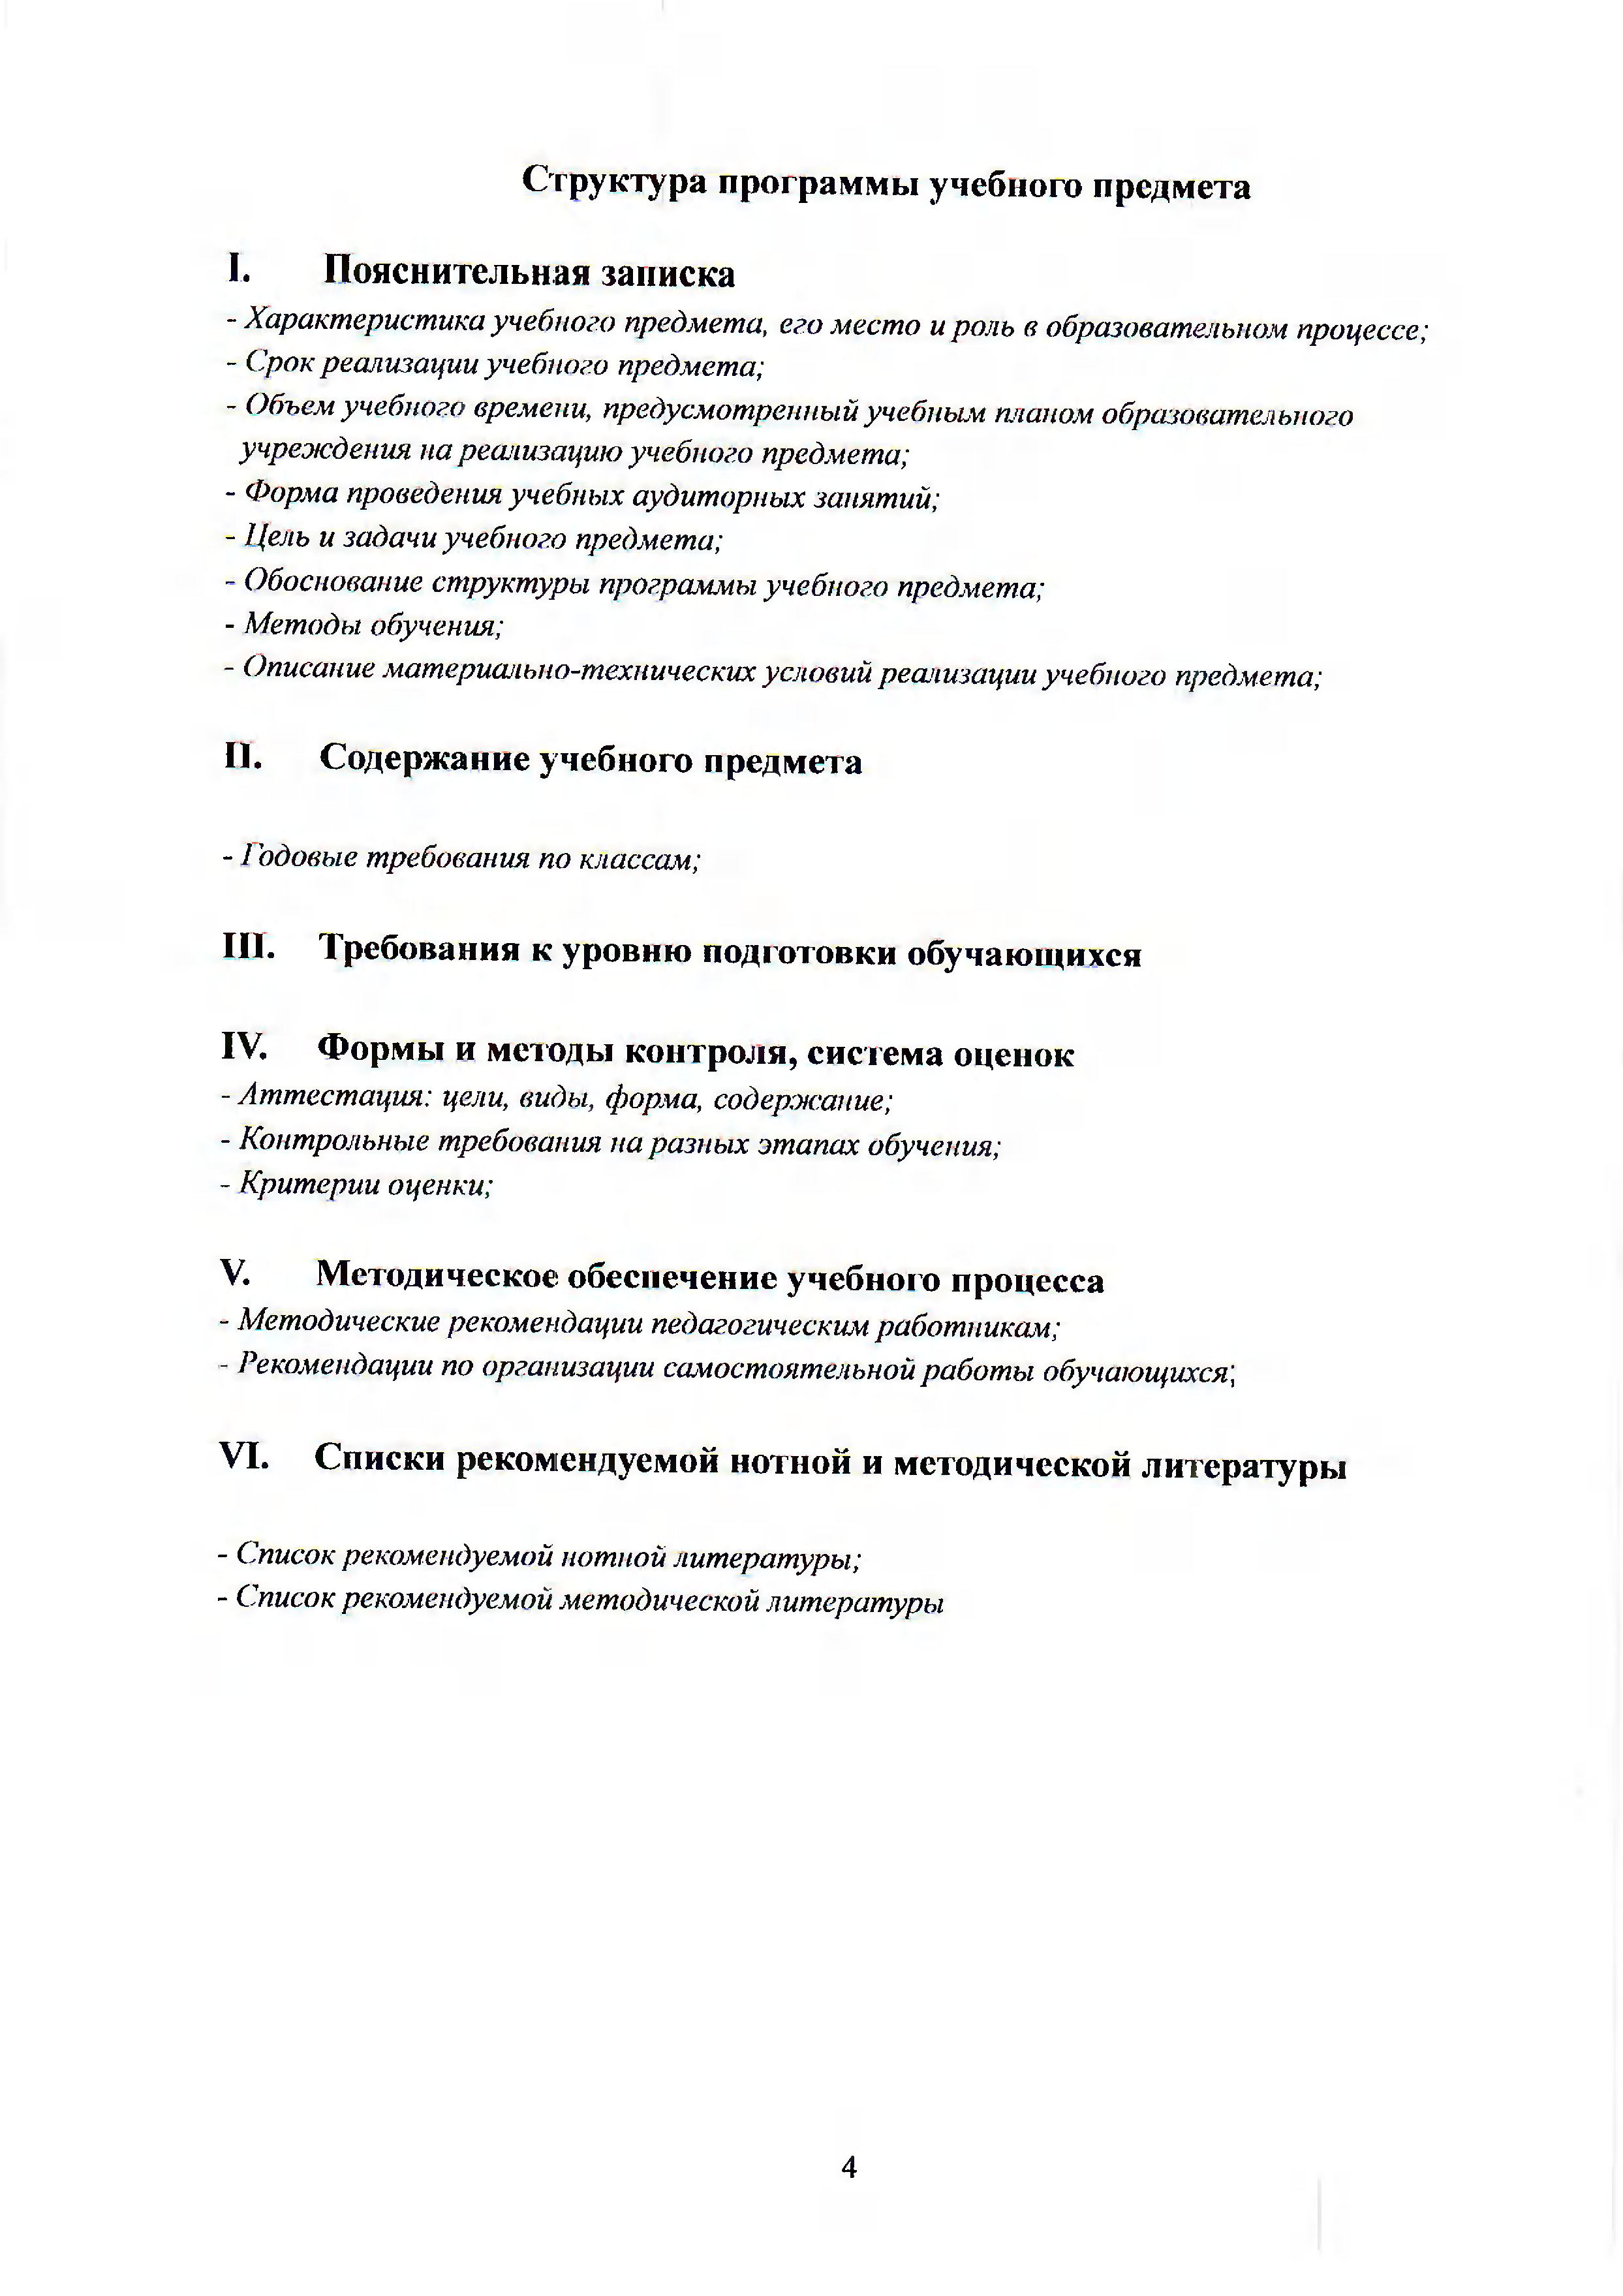 Структура программы учебного предмета
I. Пояснительная записка
- Характеристика учебного предмета, его место и роль в образовательном процессе;
- Срок реализации учебного предмета;
- Объем учебного времени, предусмотренный учебным планом образовательного
учреждения на реализацию учебного предмета;
- Форма проведения учебных аудиторных занятий;
- Цель и задачи учебного предмета;
- Обоснование структуры программы учебного предмета;
- Методы обучения;
- Описание материально-технических условий реализации учебного предмета;
II. Содержание учебного предмета
- Годовые требования по классам;
III. Требования к уровню подготовки обучающихся
IV. Формы и методы контроля, система оценок
- Аттестация: цели, виды, форма, содержание;
- Контрольные требования на разных этапах обучения;
- Критерии оценки;
V. Методическое обеспечение учебного процесса
- Методические рекомендации педагогическим работникам;
- Рекомендации по организации самостоятельной работы обучающихся;
VI. Списки рекомендуемой нотной и методической литературы
- Список рекомендуемой нотной литературы;
- Список рекомендуемой методической литературы
4